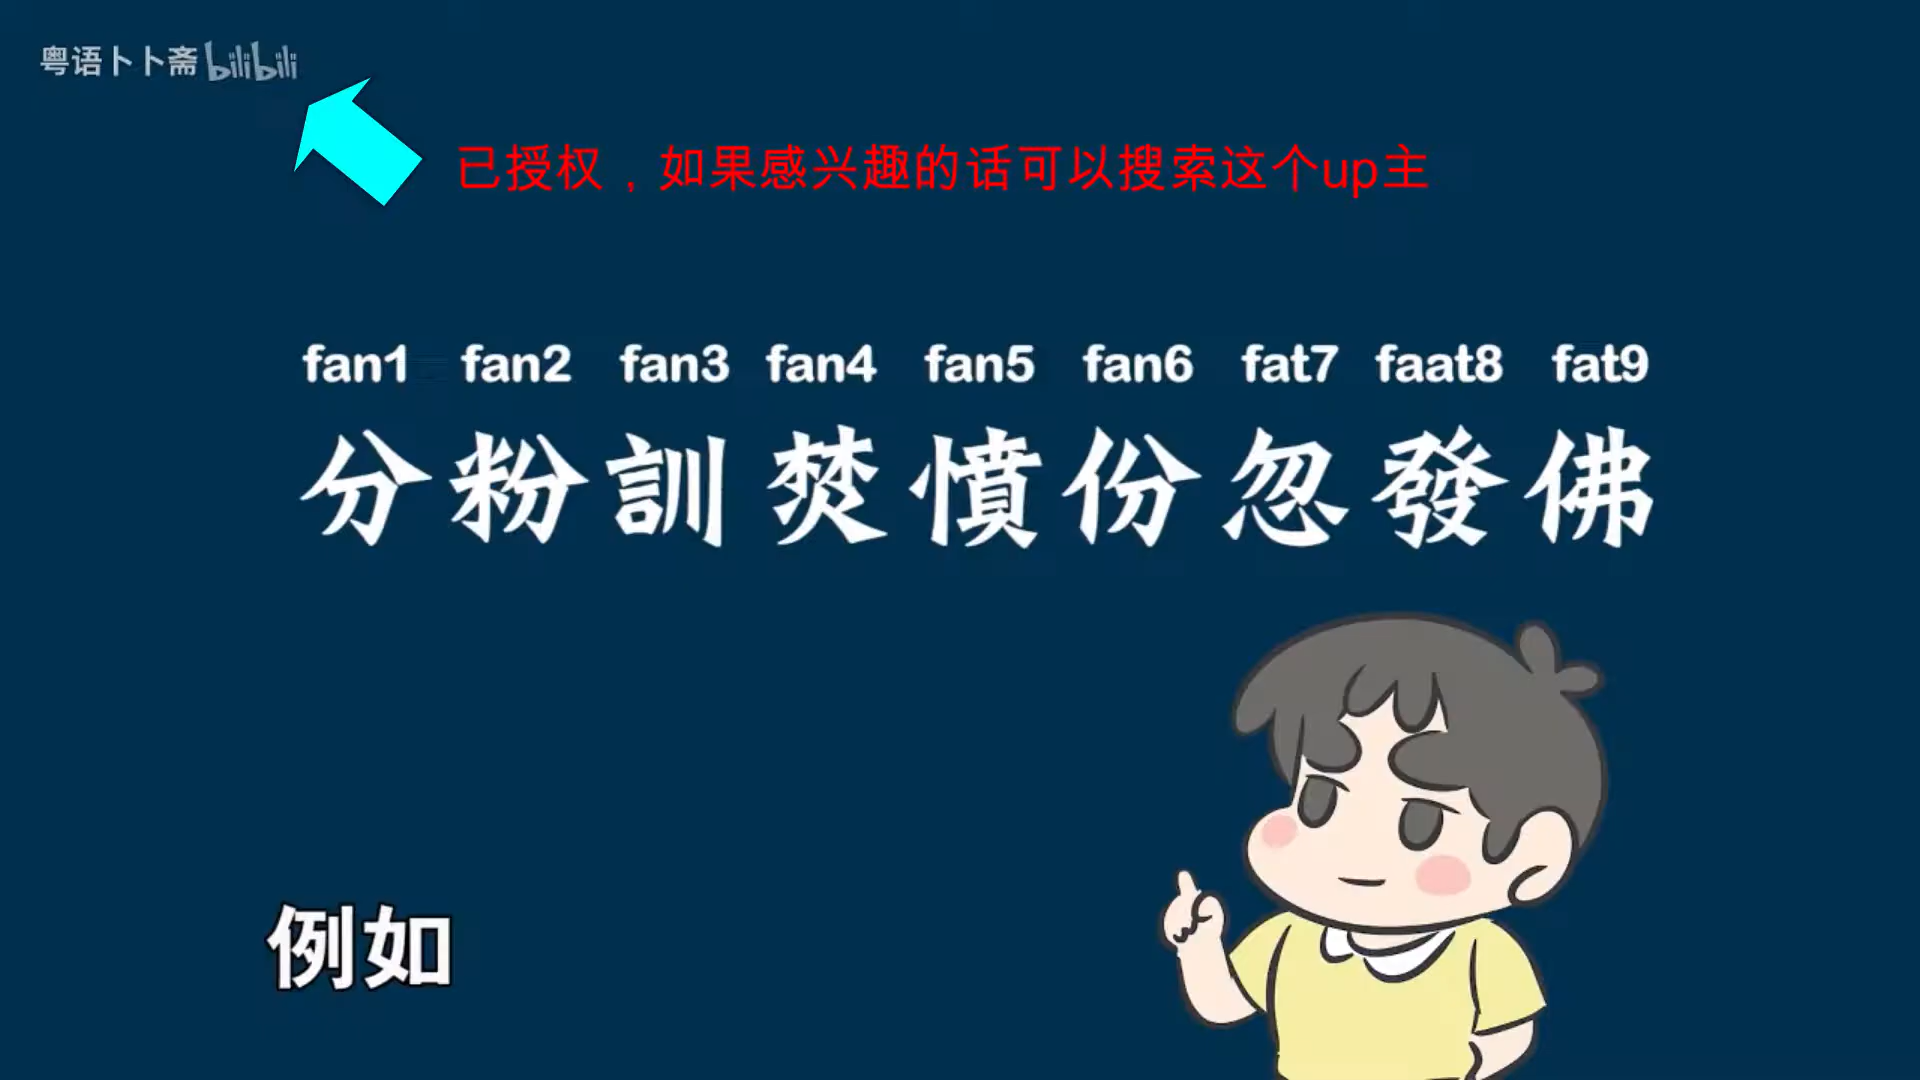 粤语卜卜斋 bilibili
已授权，如果感兴趣的话可以搜索这个up主
fan1 fan2 fan3 fan4 fan5 fan6 fat7 faat8 fat9
分 粉 訓 焚 憤 份 忽 發 佛
例如